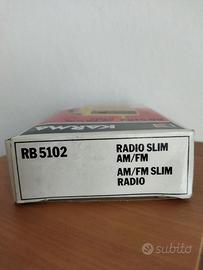 KARMA
RB 5102
RADIO SLIM
AM/FM
AM/FM SLIM
RADIO
subito